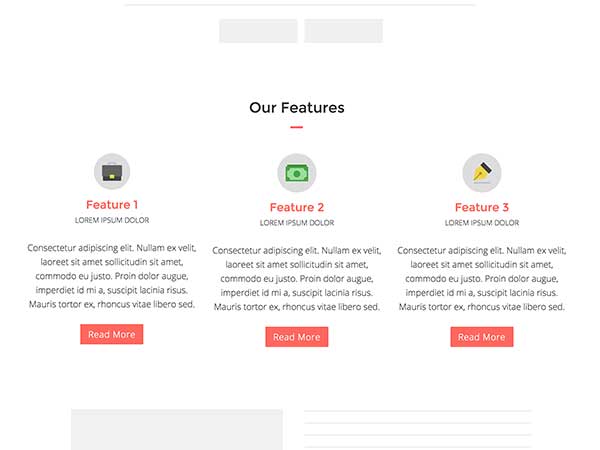 Our Features
Feature 1
LOREM IPSUM DOLOR
Consectetur adipiscing elit. Nullam ex velit,
laoreet sit amet sollicitudin sit amet,
commodo eu justo. Proin dolor augue,
imperdiet id mi a, suscipit lacinia risus.
Mauris tortor ex, rhoncus vitae libero sed.
Read More
Feature 2
LOREM IPSUM DOLOR
Consectetur adipiscing elit. Nullam ex velit,
laoreet sit amet sollicitudin sit amet,
commodo eu justo. Proin dolor augue,
imperdiet id mi a, suscipit lacinia risus.
Mauris tortor ex, rhoncus vitae libero sed.
Read More
Feature 3
LOREM IPSUM DOLOR
Consectetur adipiscing elit. Nullam ex velit,
laoreet sit amet sollicitudin sit amet,
commodo eu justo. Proin dolor augue,
imperdiet id mi a, suscipit lacinia risus.
Mauris tortor ex, rhoncus vitae libero sed.
Read More